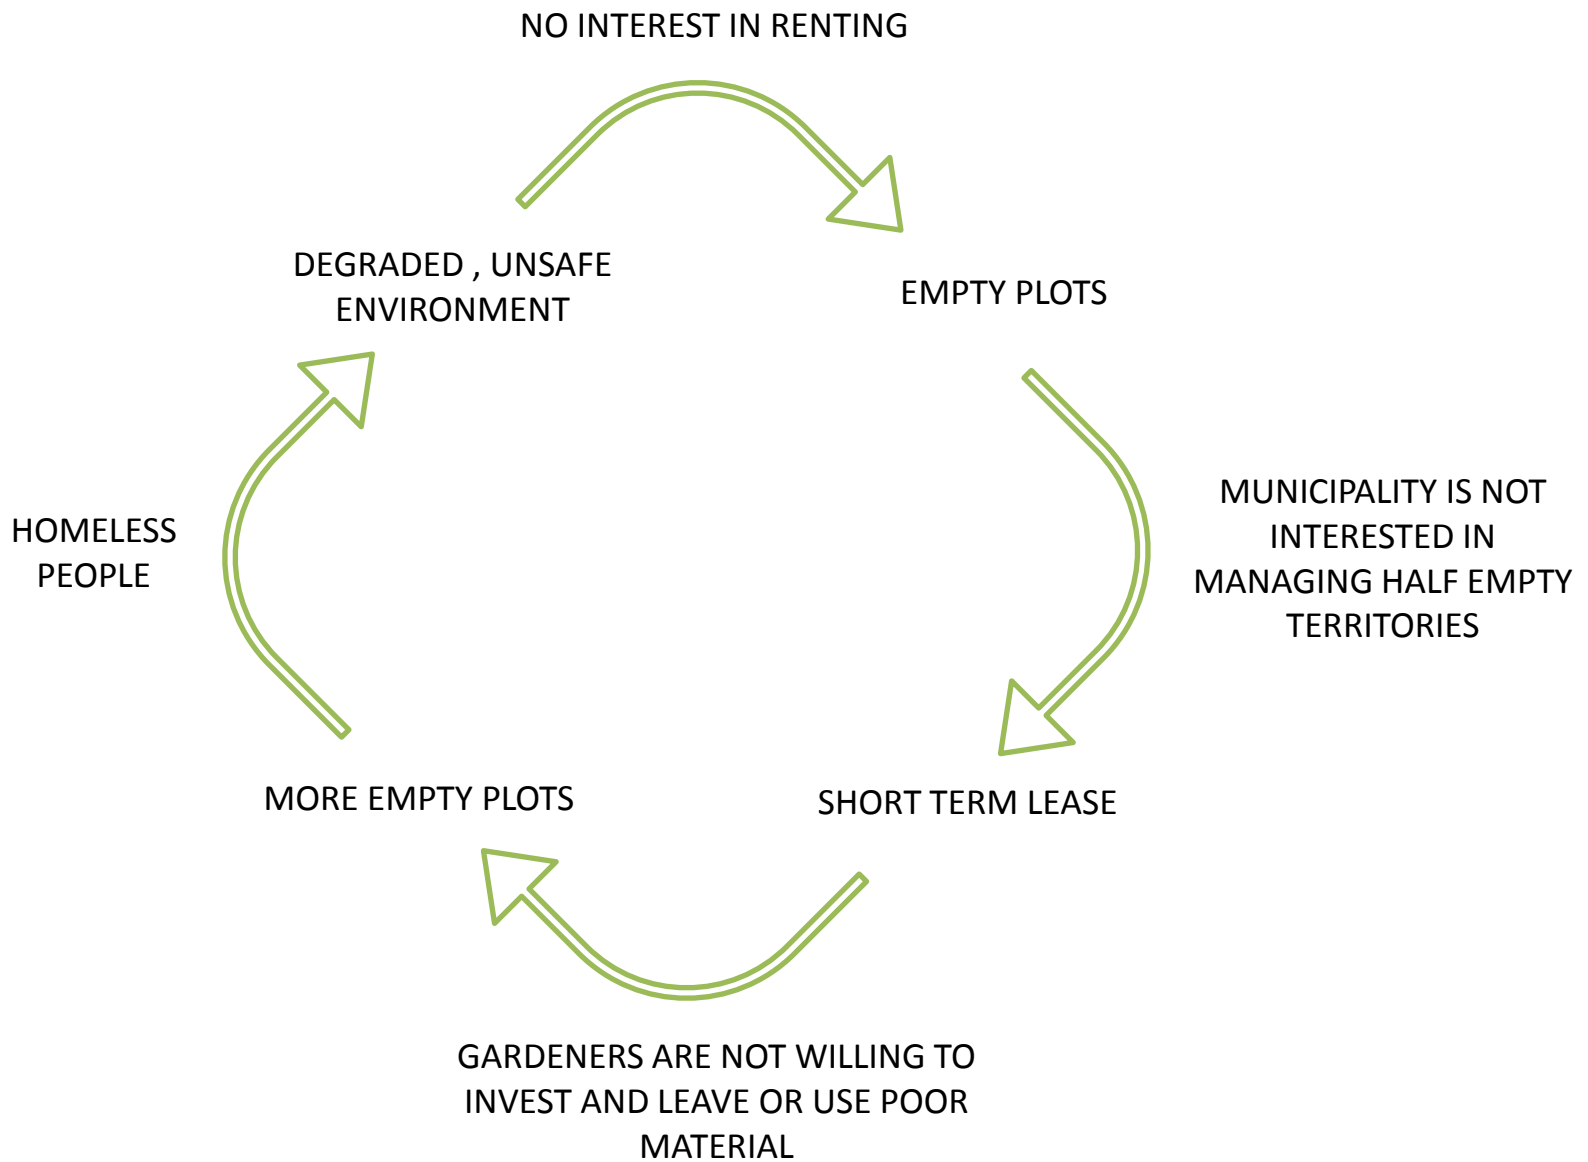 NO INTEREST IN RENTING
DEGRADED , UNSAFE
ENVIRONMENT
EMPTY PLOTS
MUNICIPALITY IS NOT
INTERESTED IN
MANAGING HALF EMPTY
TERRITORIES
HOMELESS
PEOPLE
MORE EMPTY PLOTS
SHORT TERM LEASE
GARDENERS ARE NOT WILLING TO
INVEST AND LEAVE OR USE POOR
MATERIAL